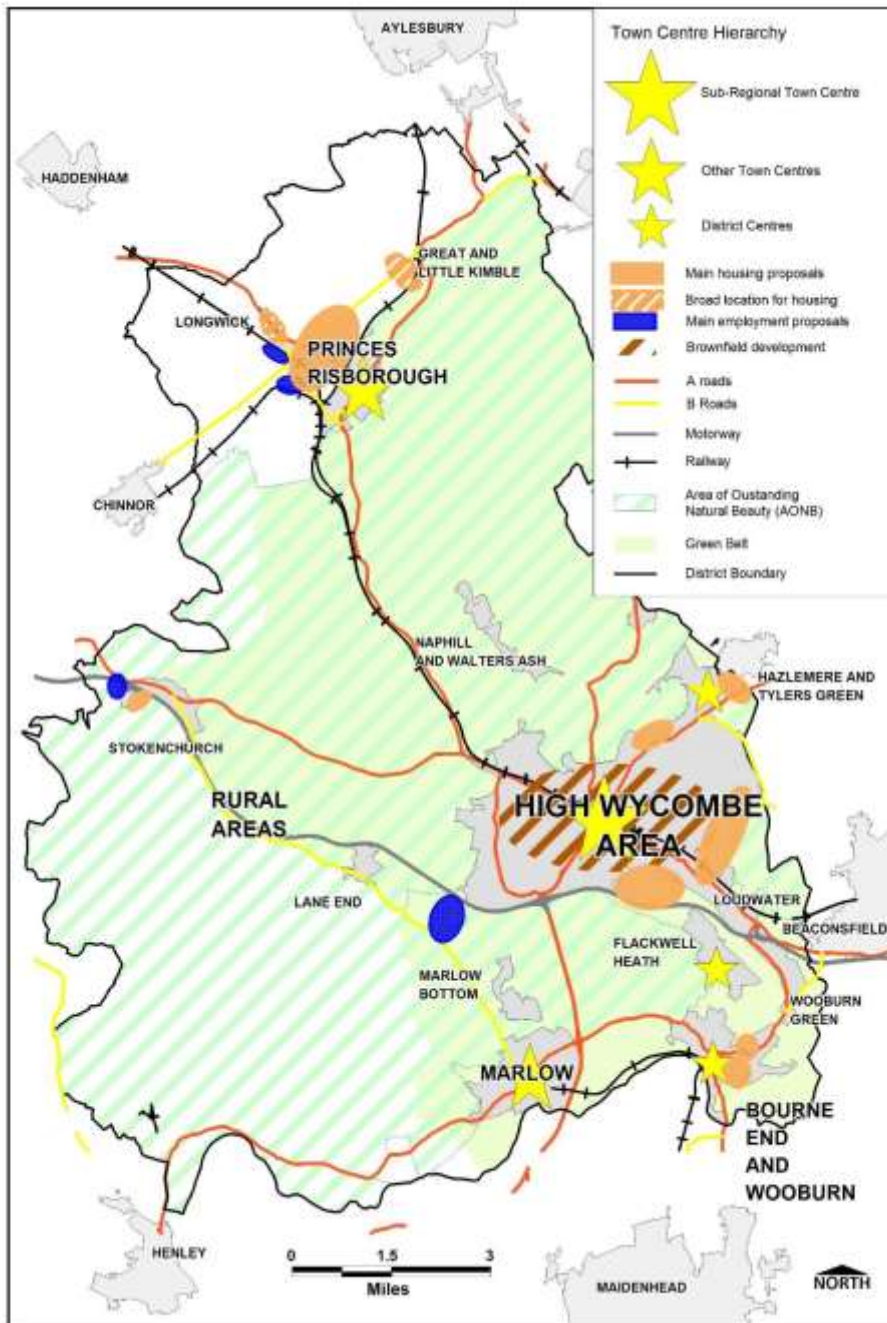 AYLESBURY
Town Centre Hierarchy
Sub-Regional Town Centre
Other Town Centres
District Centres
Main housing proposals
Broad location for housing
Main employment proposals
Brownfield development
A roads
B Roads
Motorway
Railway
Area of Oustanding
Natural Beauty (AONB)
Green Belt
District Boundary
HADDENHAM
GREAT AND
LITTLE KIMBLE
LONGWICK
PRINCES
RISBOROUGH
CHINNOR
NAPHILL
AND WALTERS ASH
HAZLEMERE AND
TYLERS GREEN
STOKENCHURCH
RURAL
AREAS
HIGH WYCOMBE
AREA
LANE END
LOUDWATER
BEACONSFIELD
FLACKWELL
HEATH
MARLOW
BOTTOM
WOOBURN
GREEN
MARLOW
BOURNE
END
AND
WOOBURN
HENLEY
0 1.5 3
Miles
MAIDENHEAD
NORTH